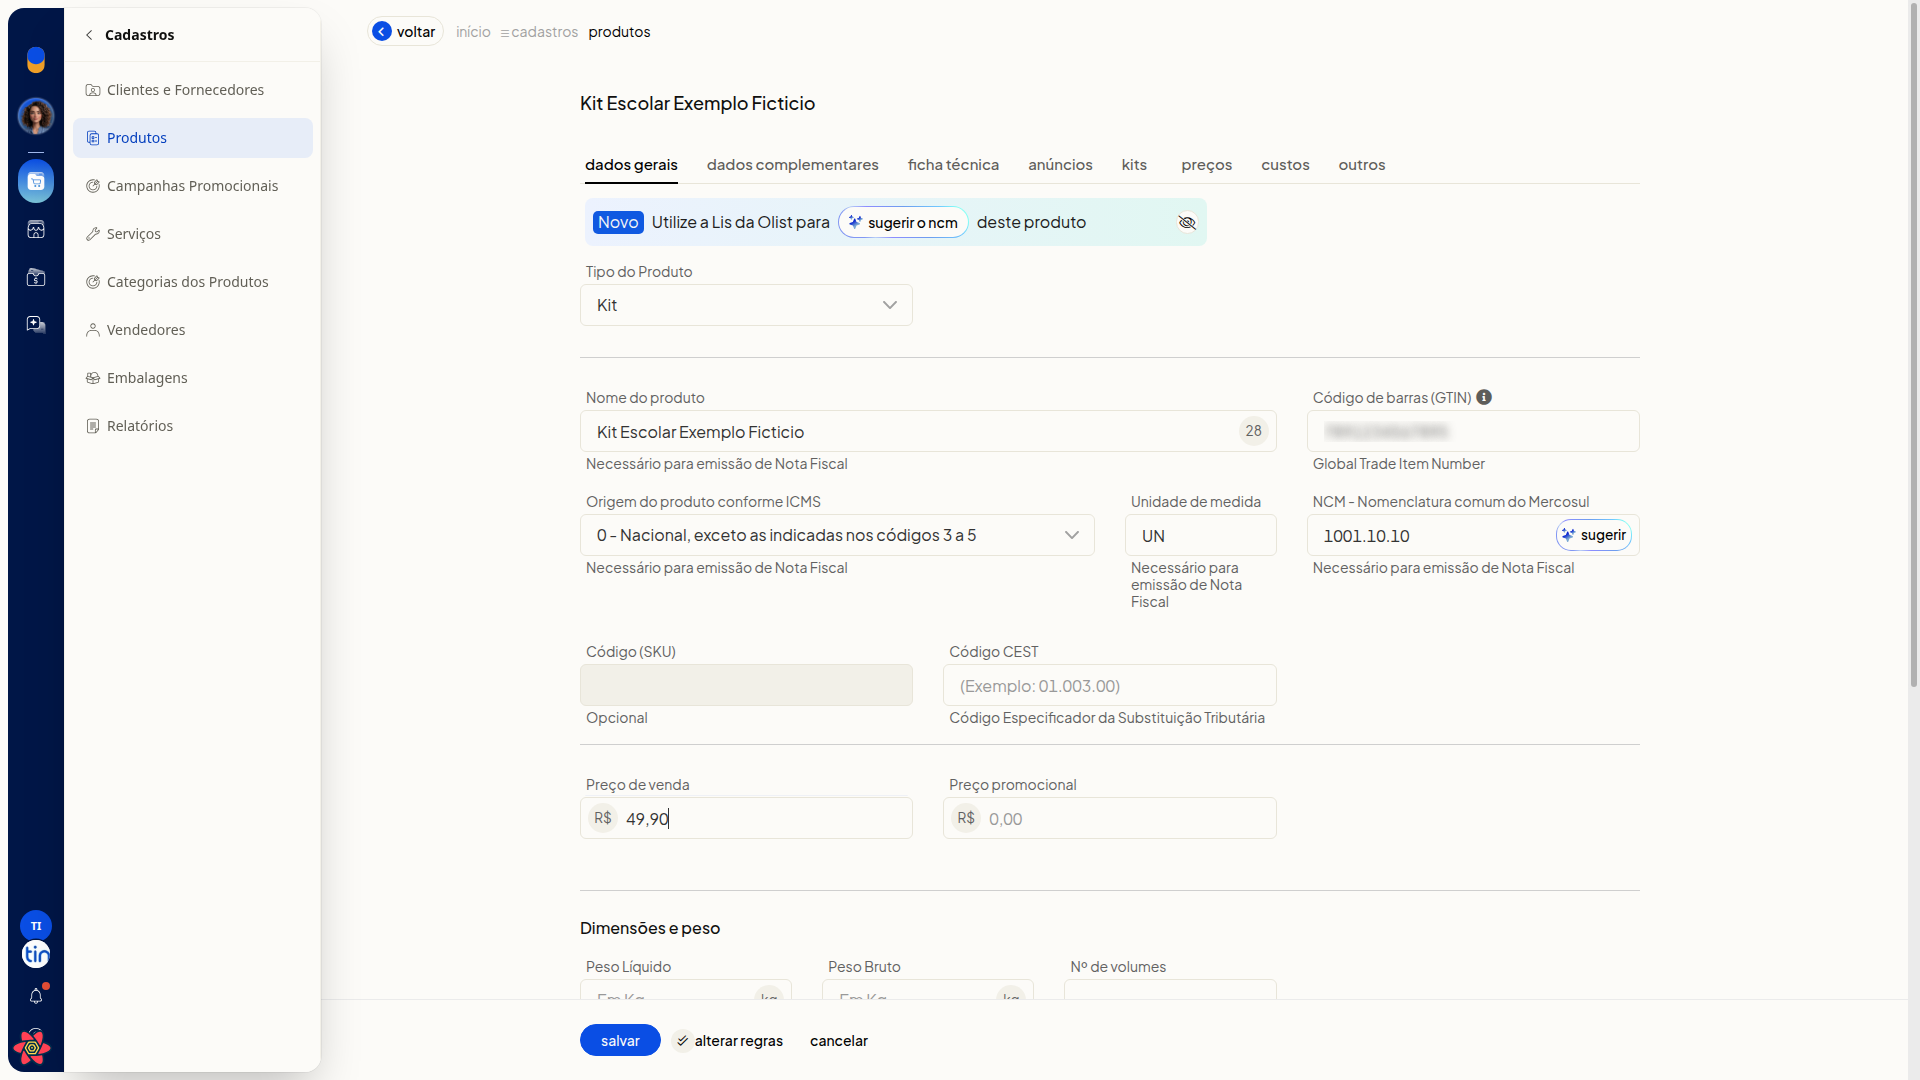 Cadastros
Clientes e Fornecedores
Produtos
Campanhas Promocionais
Serviços
Categorias dos Produtos
Vendedores
Embalagens
Relatórios
TI
tin
voltar início cadastros produtos
Kit Escolar Exemplo Ficticio
dados gerais dados complementares ficha técnica anúncios kits preços custos outros
Novo Utilize a Lis da Olist para sugerir o ncm deste produto
Tipo do Produto
Kit
Nome do produto Código de barras (GTIN)
Kit Escolar Exemplo Ficticio 28
Necessário para emissão de Nota Fiscal Global Trade Item Number
Origem do produto conforme ICMS Unidade de medida NCM - Nomenclatura comum do Mercosul
0 - Nacional, exceto as indicadas nos códigos 3 a 5 UN 1001.10.10 sugerir
Necessário para emissão de Nota Fiscal Necessário para emissão de Nota Fiscal Necessário para emissão de Nota Fiscal
Código (SKU) Código CEST
(Exemplo: 01.003.00)
Opcional Código Especificador da Substituição Tributária
Preço de venda Preço promocional
R$ 49,90 R$ 0,00
Dimensões e peso
Peso Líquido Peso Bruto Nº de volumes
Em Kg kg Em Kg kg
salvar alterar regras cancelar